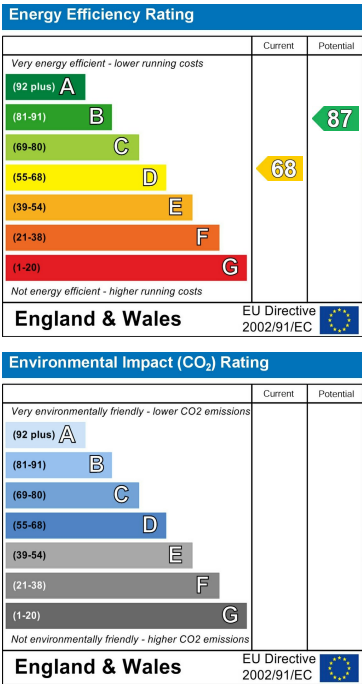 Energy Efficiency Rating
Current Potential
Very energy efficient - lower running costs
(92 plus) A
(81-91) B
87
(69-80) C
68
(55-68) D
(39-54) E
(21-38) F
(1-20) G
Not energy efficient - higher running costs
England & Wales
EU Directive
2002/91/EC
Environmental Impact (CO₂) Rating
Current Potential
Very environmentally friendly - lower CO2 emissions
(92 plus) A
(81-91) B
(69-80) C
(55-68) D
(39-54) E
(21-38) F
(1-20) G
Not environmentally friendly - higher CO2 emissions
England & Wales
EU Directive
2002/91/EC